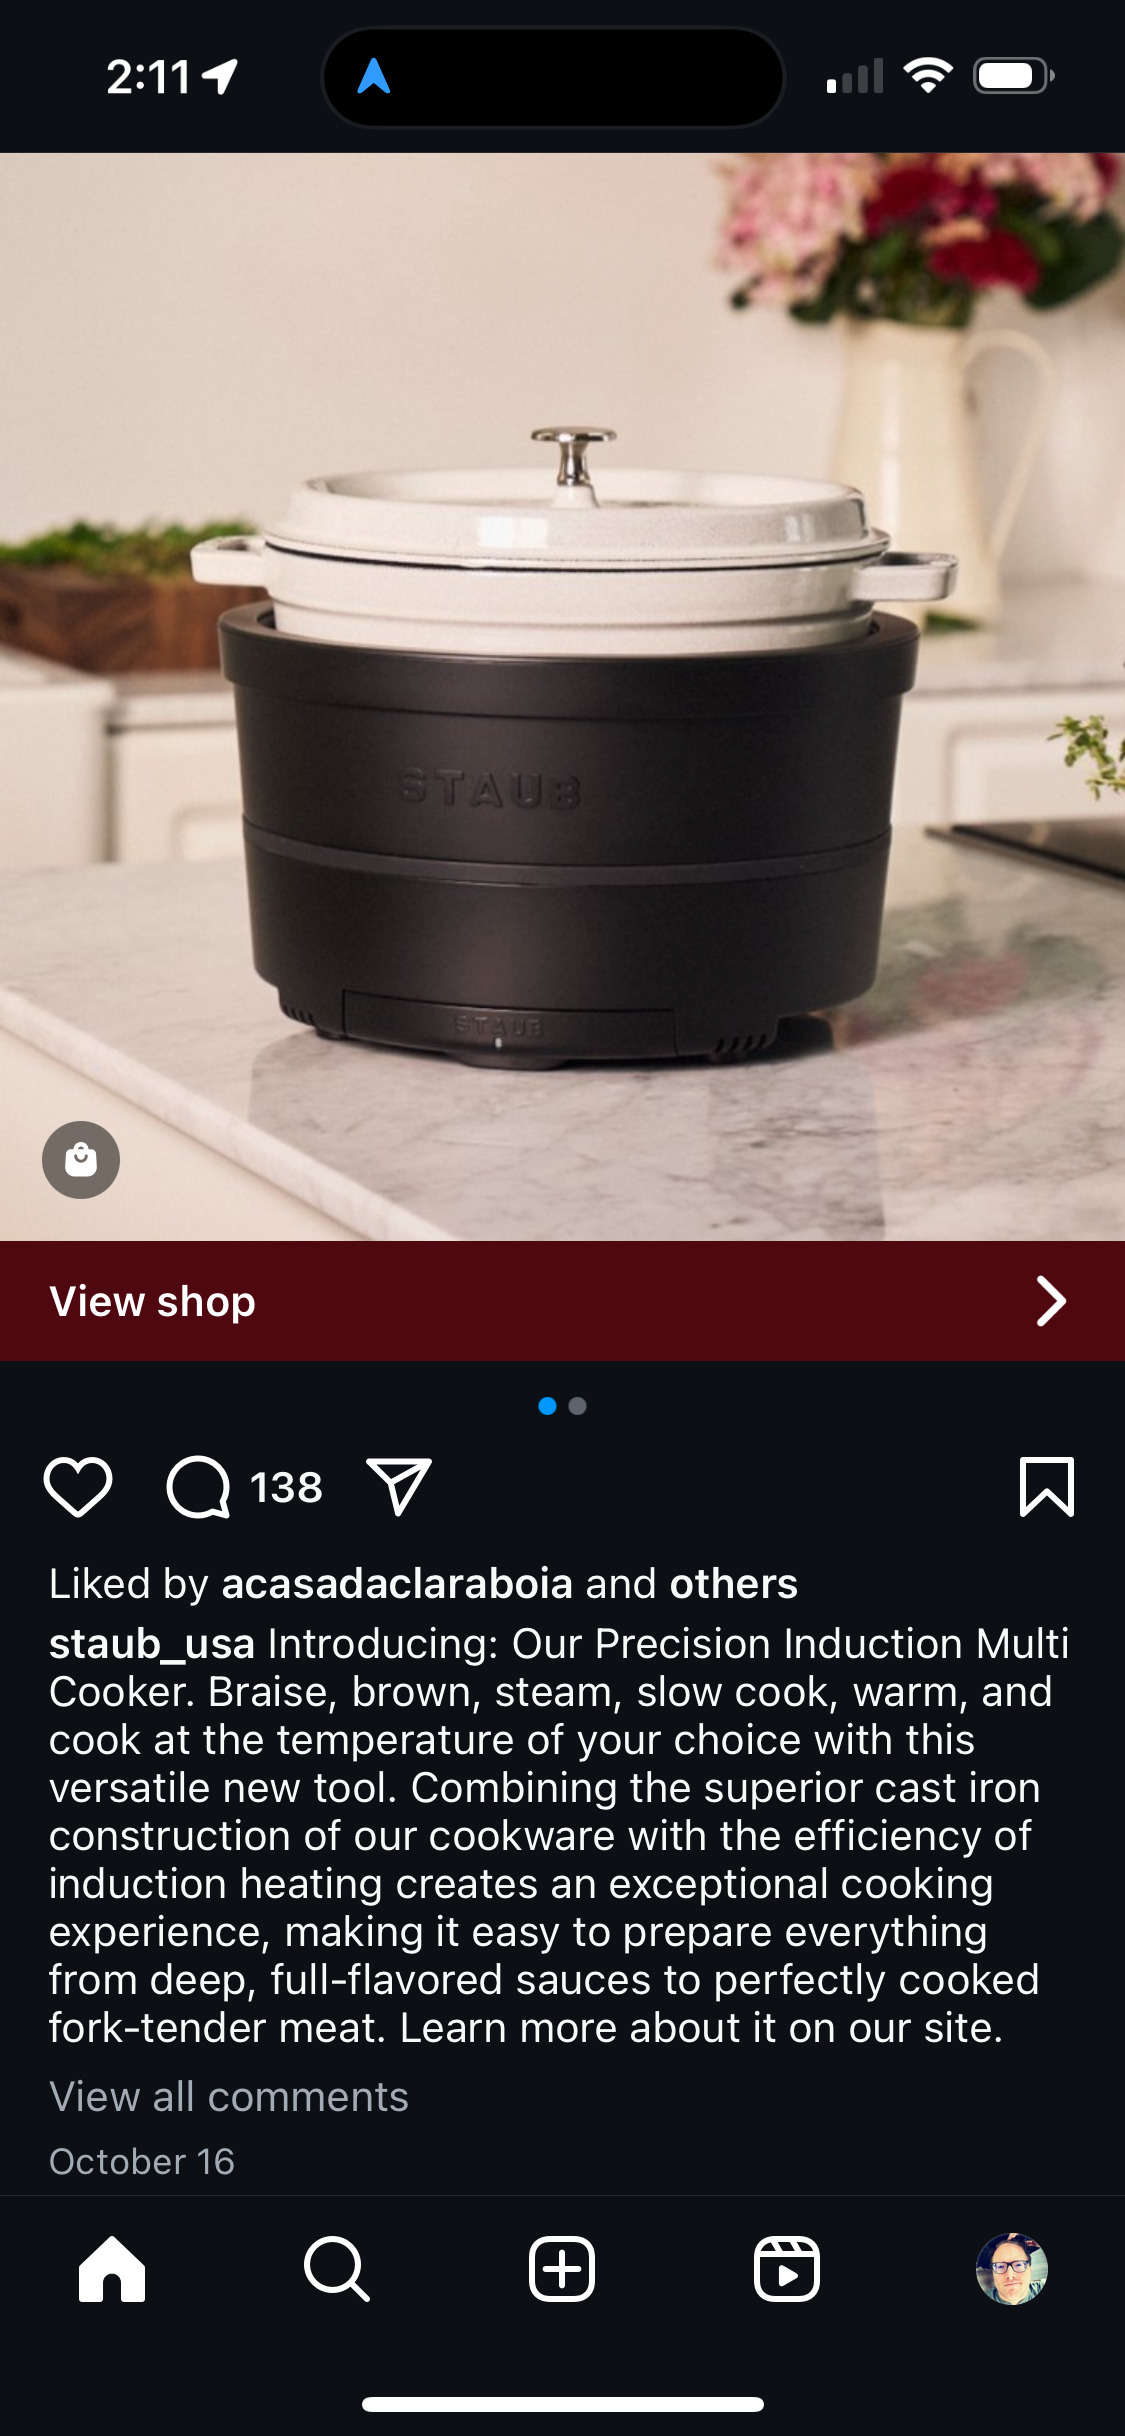 2:11
STAUB
STAUB
View shop
138
Liked by acasadaclaraboia and others
staub_usa Introducing: Our Precision Induction Multi
Cooker. Braise, brown, steam, slow cook, warm, and
cook at the temperature of your choice with this
versatile new tool. Combining the superior cast iron
construction of our cookware with the efficiency of
induction heating creates an exceptional cooking
experience, making it easy to prepare everything
from deep, full-flavored sauces to perfectly cooked
fork-tender meat. Learn more about it on our site.
View all comments
October 16